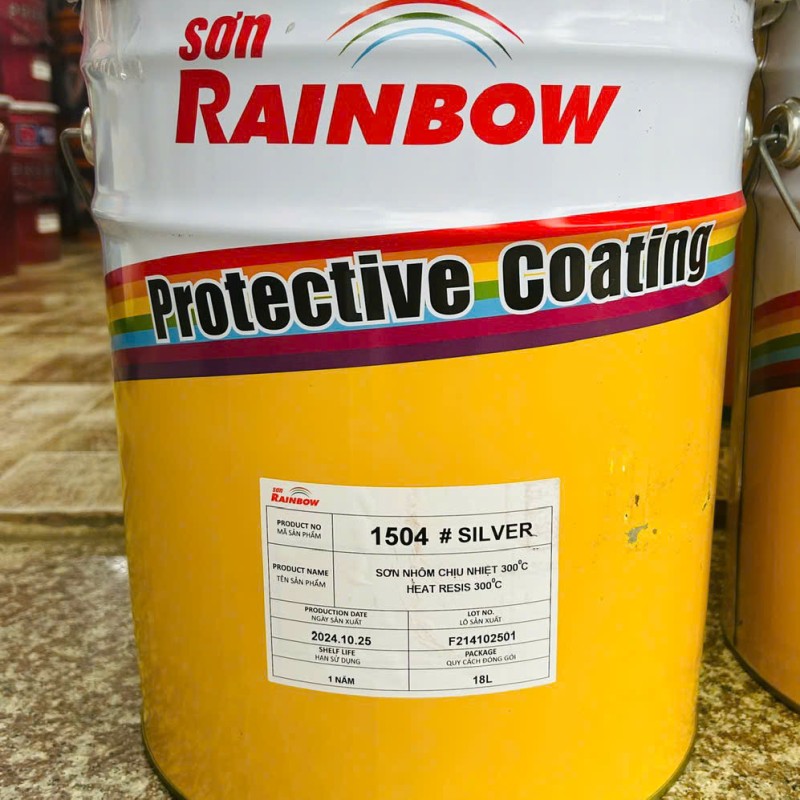 sơn
RAINBOW
Protective Coating
sơn
RAINBOW
PRODUCT NO
MÃ SẢN PHẨM
1504 # SILVER
PRODUCT NAME
TÊN SẢN PHẨM
SƠN NHÔM CHỊU NHIỆT 300°C
HEAT RESIS 300°C
PRODUCTION DATE
NGÀY SẢN XUẤT
LOT NO.
LÔ SẢN XUẤT
2024.10.25
F214102501
SHELF LIFE
HẠN SỬ DỤNG
PACKAGE
QUY CÁCH ĐÓNG GÓI
1 NĂM
18L